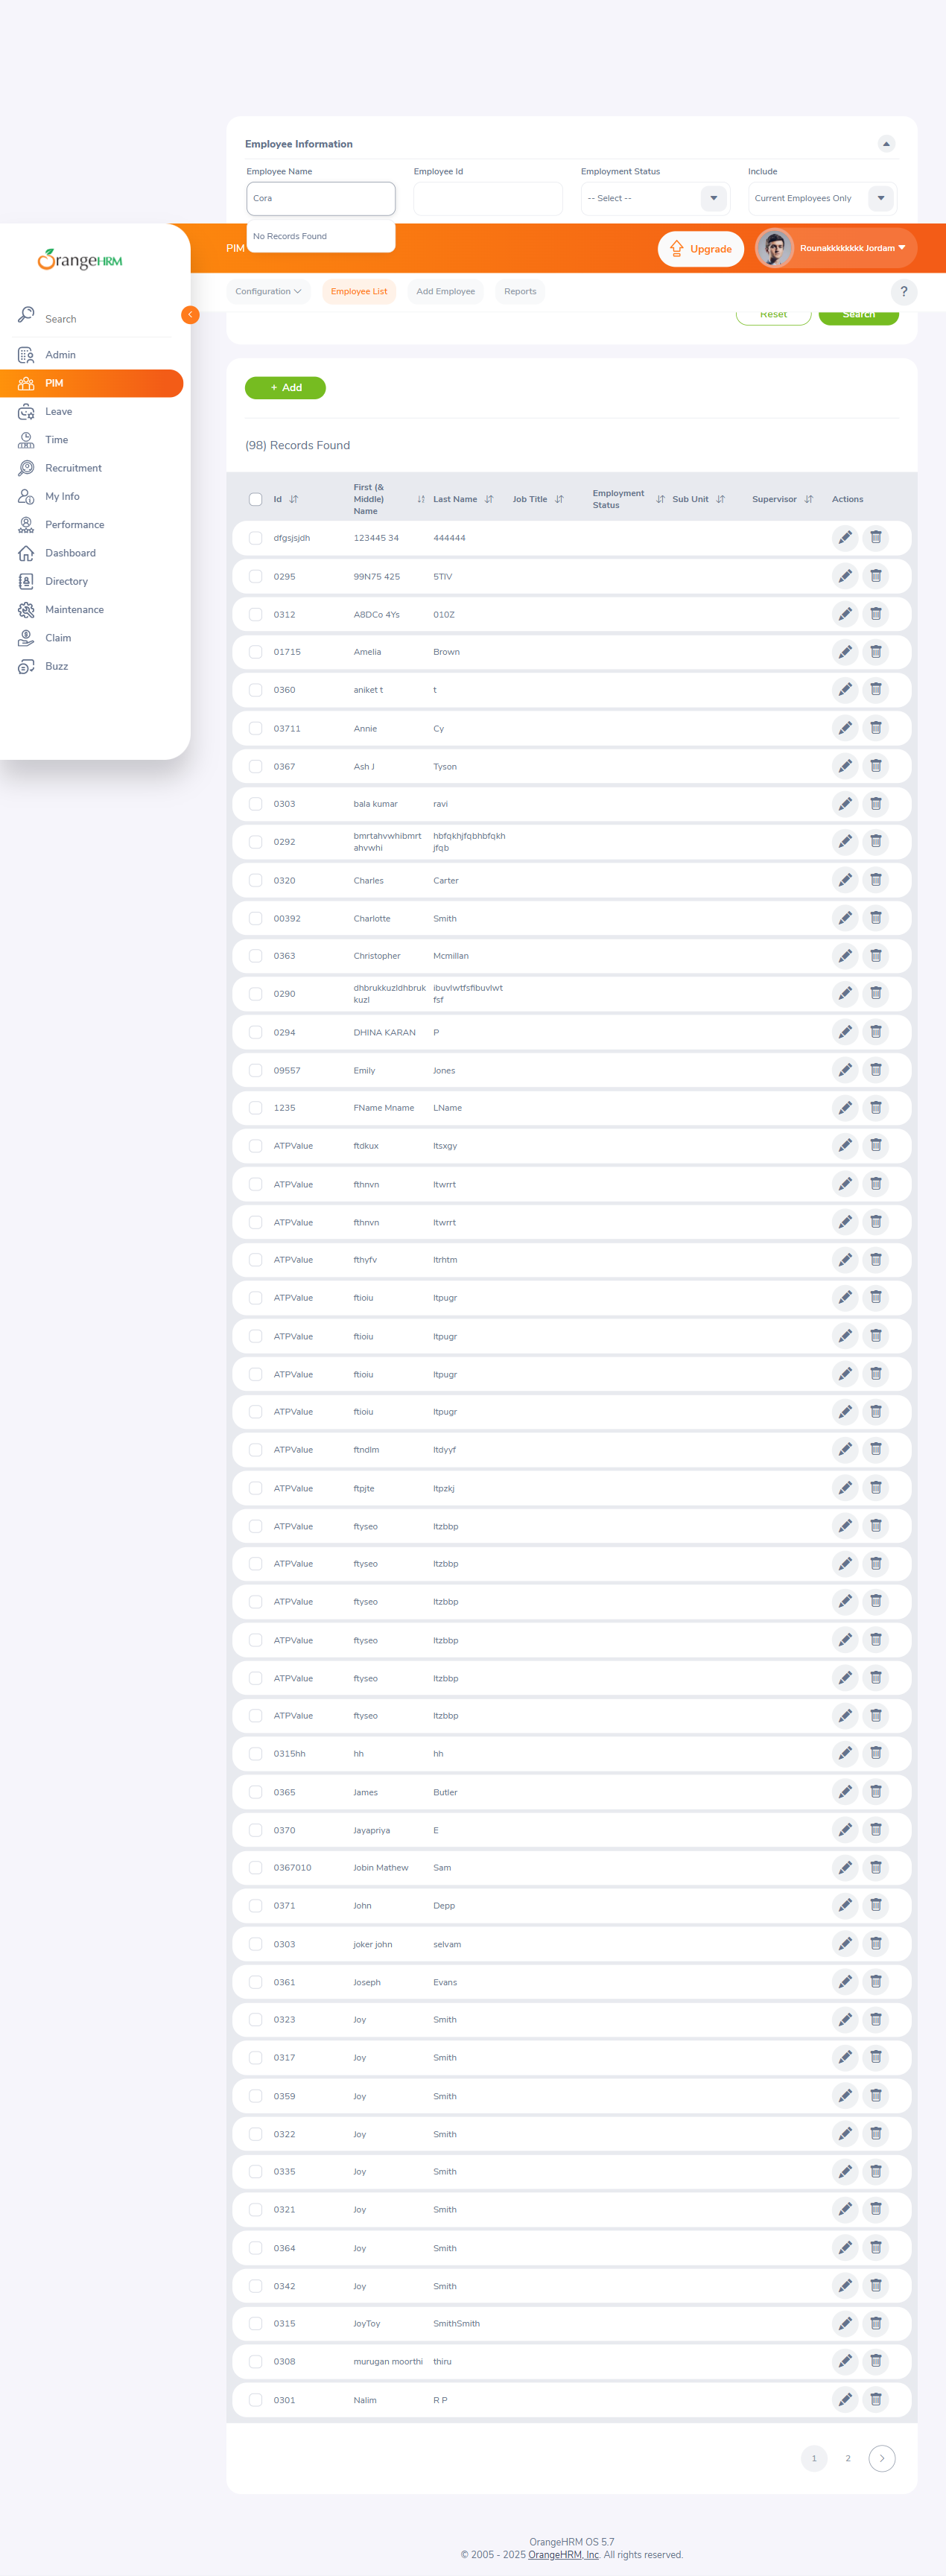 Employee Information
Employee Name Employee Id Employment Status Include
Cora -- Select -- Current Employees Only
No Records Found
PIM Upgrade Rounakkkkkkkk Jordam
OrangeHRM
Configuration Employee List Add Employee Reports ?
Reset Search
Search
Admin
PIM
Leave
Time
Recruitment
My Info
Performance
Dashboard
Directory
Maintenance
Claim
Buzz
+ Add
(98) Records Found
Id First (& Middle) Name Last Name Job Title Employment Status Sub Unit Supervisor Actions
dfgsjsjdh 123445 34 444444
0295 99N75 425 5TIV
0312 A8DCo 4Ys 010Z
01715 Amelia Brown
0360 aniket t t
03711 Annie Cy
0367 Ash J Tyson
0303 bala kumar ravi
0292 bmrtahvwhibmrt hbfqkhjfqbhbfqkh
ahvwhi jfqb
0320 Charles Carter
00392 Charlotte Smith
0363 Christopher Mcmillan
0290 dhbrukkuzldhbruk ibuvlwtfsfibuvlwt
kuzl fsf
0294 DHINA KARAN P
09557 Emily Jones
1235 FName Mname LName
ATPValue ftdkux ltsxgy
ATPValue fthnvn ltwrrt
ATPValue fthnvn ltwrrt
ATPValue fthyfv ltrhtm
ATPValue ftioiu ltpugr
ATPValue ftioiu ltpugr
ATPValue ftioiu ltpugr
ATPValue ftioiu ltpugr
ATPValue ftndlm ltdyyf
ATPValue ftpjte ltpzkj
ATPValue ftyseo ltzbbp
ATPValue ftyseo ltzbbp
ATPValue ftyseo ltzbbp
ATPValue ftyseo ltzbbp
ATPValue ftyseo ltzbbp
ATPValue ftyseo ltzbbp
0315hh hh hh
0365 James Butler
0370 Jayapriya E
0367010 Jobin Mathew Sam
0371 John Depp
0303 joker john selvam
0361 Joseph Evans
0323 Joy Smith
0317 Joy Smith
0359 Joy Smith
0322 Joy Smith
0335 Joy Smith
0321 Joy Smith
0364 Joy Smith
0342 Joy Smith
0315 JoyToy SmithSmith
0308 murugan moorthi thiru
0301 Nalim R P
1 2
OrangeHRM OS 5.7
© 2005 - 2025 OrangeHRM, Inc. All rights reserved.